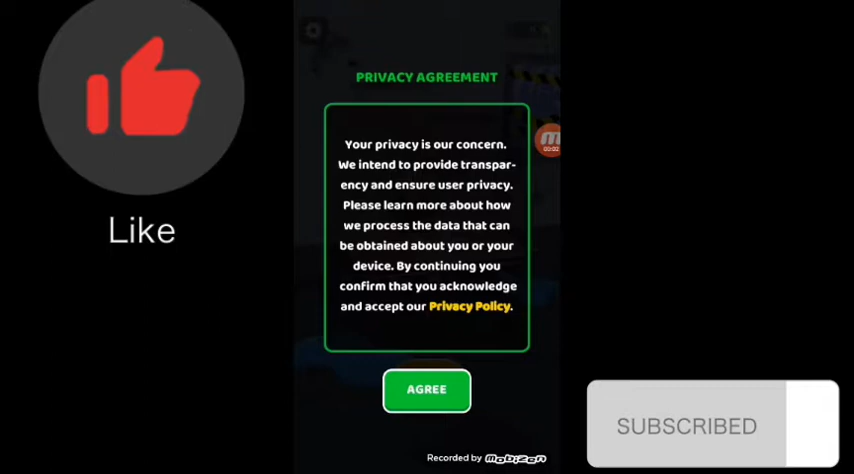 PRIVACY AGREEMENT
Your privacy is our concern.
We intend to provide transpar-
ency and ensure user privacy.
Please learn more about how
we process the data that can
be obtained about you or your
device. By continuing you
confirm that you acknowledge
and accept our Privacy Policy.
AGREE
00:02
Like
SUBSCRIBED
Recorded by mobizen